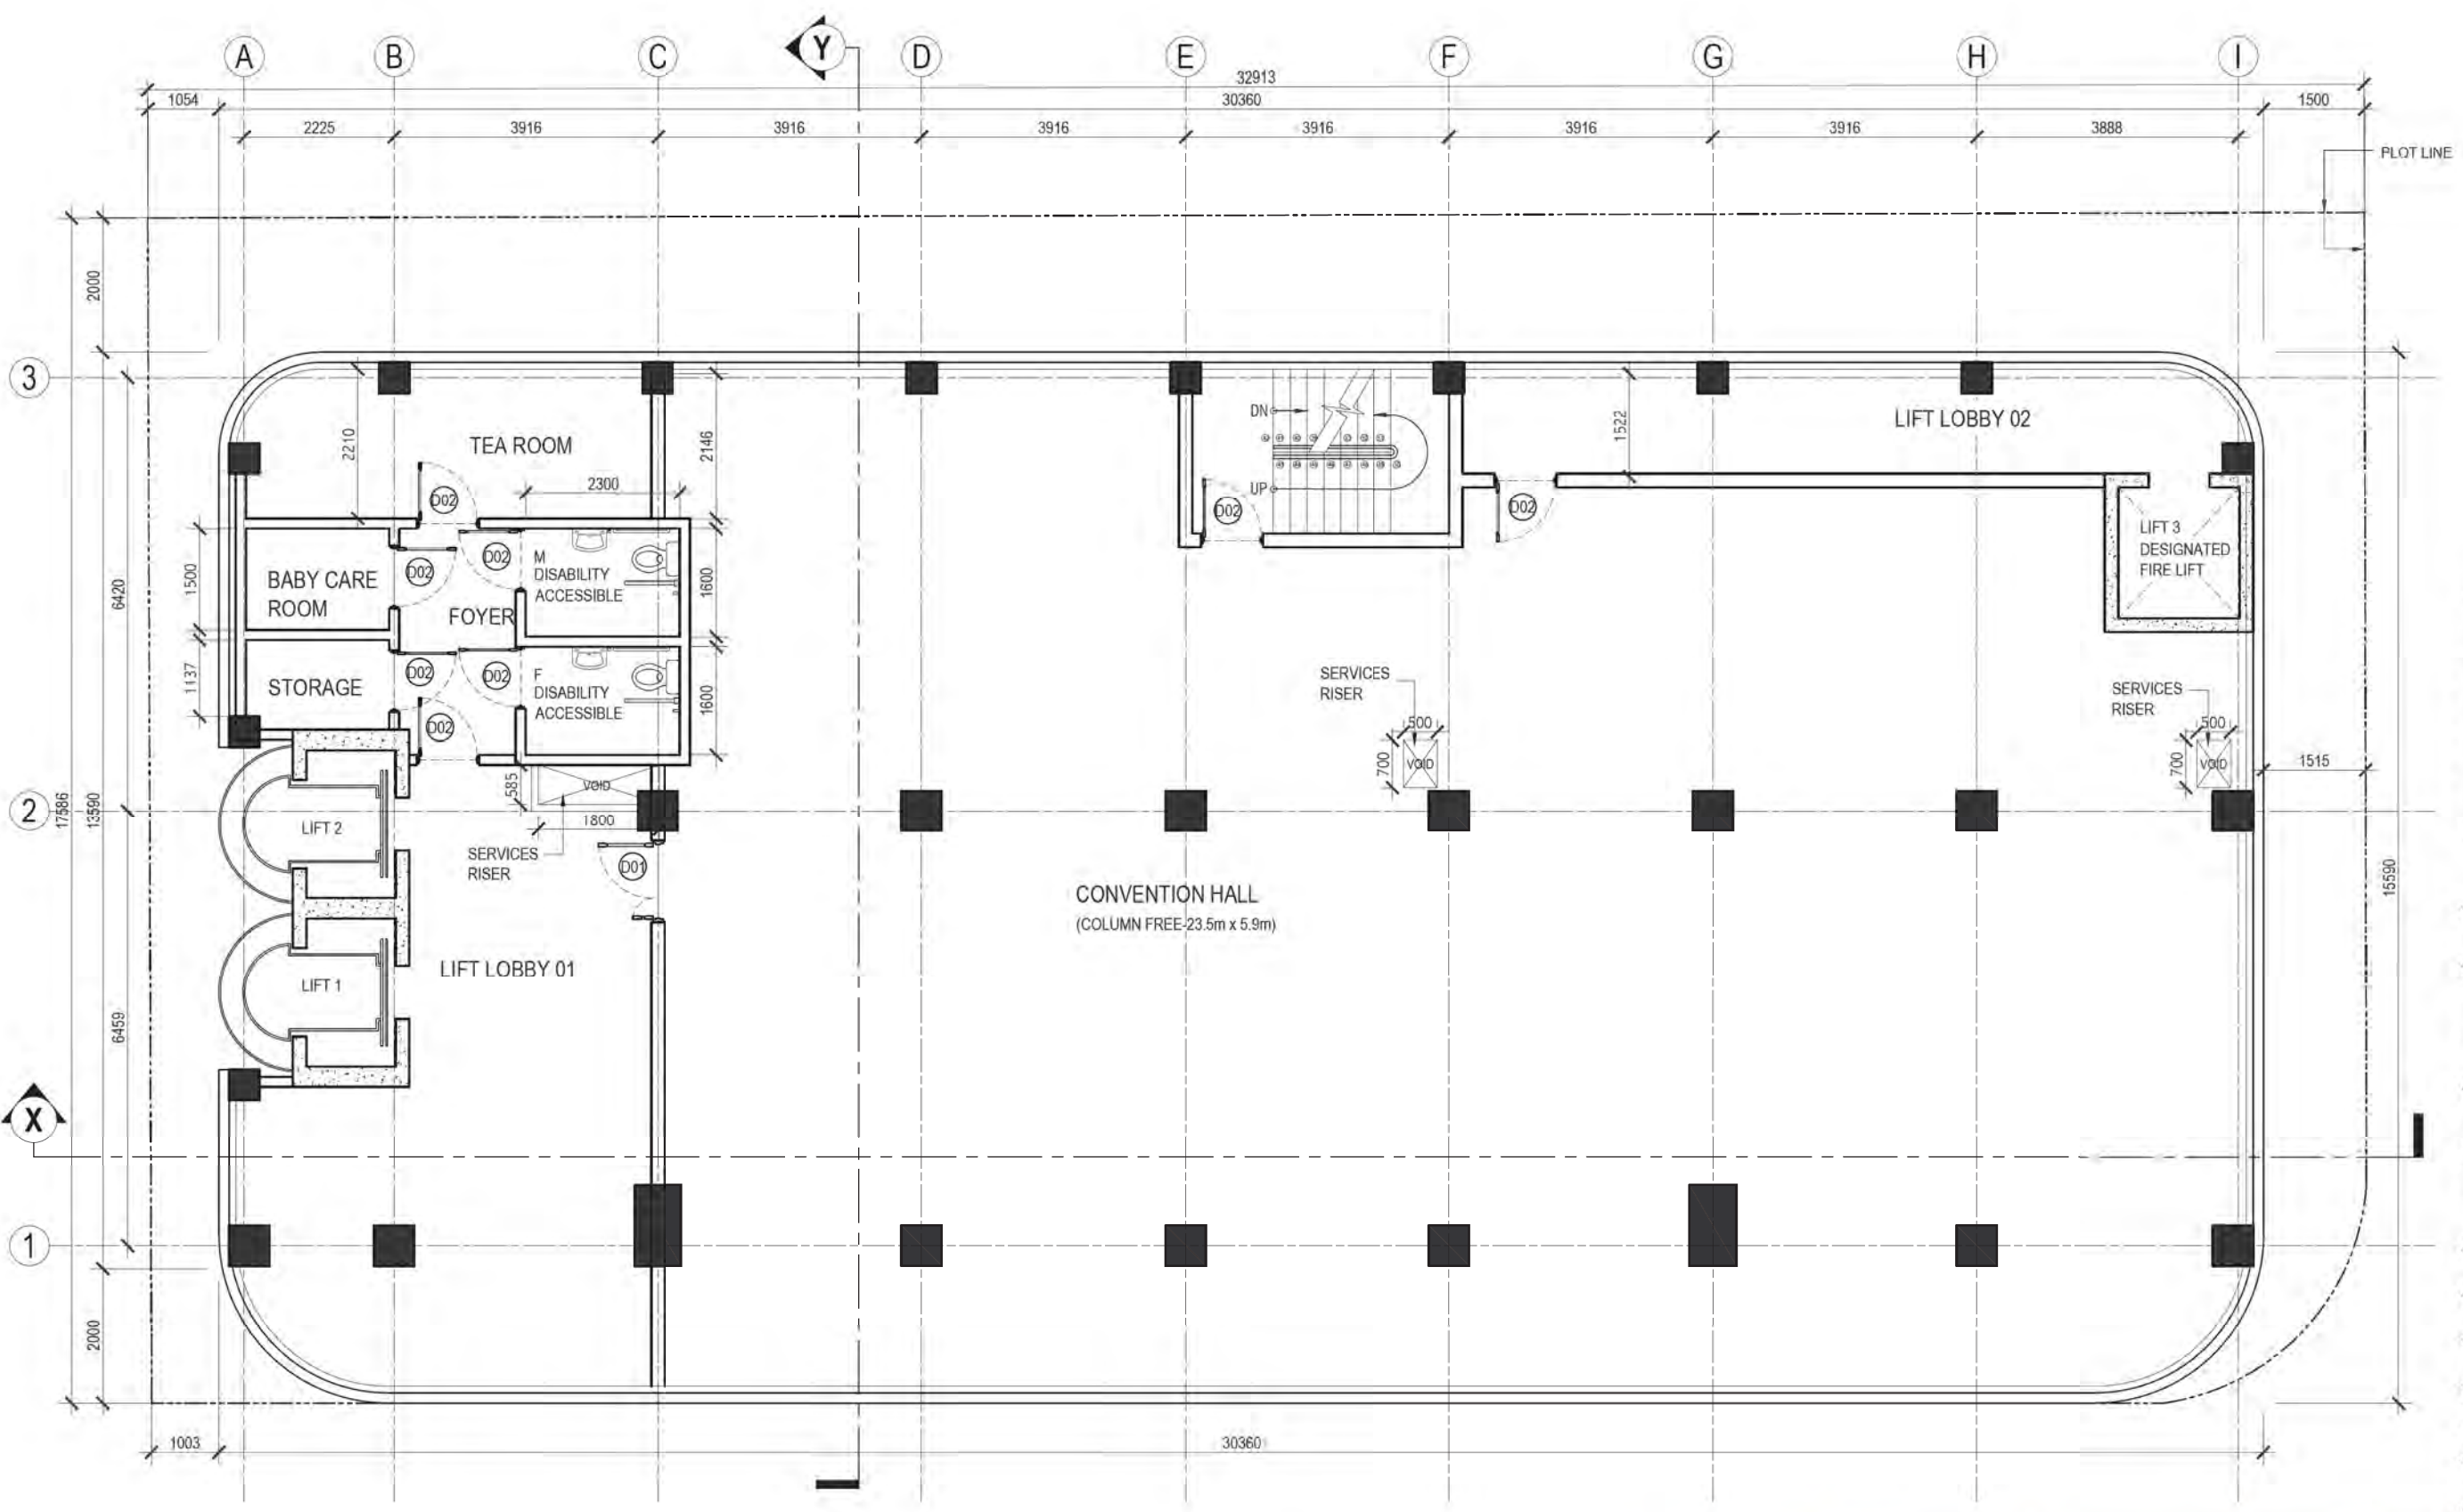 Y
A B C D E F G H I
32913
1054 30360 1500
2225 3916 3916 3916 3916 3916 3916 3888
PLOT LINE
2000
3
2210
TEA ROOM
2146
DN
UP
1522
LIFT LOBBY 02
D02
2300
D02
D02
LIFT 3
DESIGNATED
FIRE LIFT
6420
1500
BABY CARE
ROOM
D02
D02
M
DISABILITY
ACCESSIBLE
1600
FOYER
1137
STORAGE
D02
D02
F
DISABILITY
ACCESSIBLE
1600
D02
SERVICES
RISER
500
700
VOID
SERVICES
RISER
500
700
VOID
1515
2
17586
13590
585
VOID
1800
LIFT 2
SERVICES
RISER
D01
CONVENTION HALL
(COLUMN FREE-23.5m x 5.9m)
15590
LIFT LOBBY 01
LIFT 1
6459
X
1
2000
1003 30360